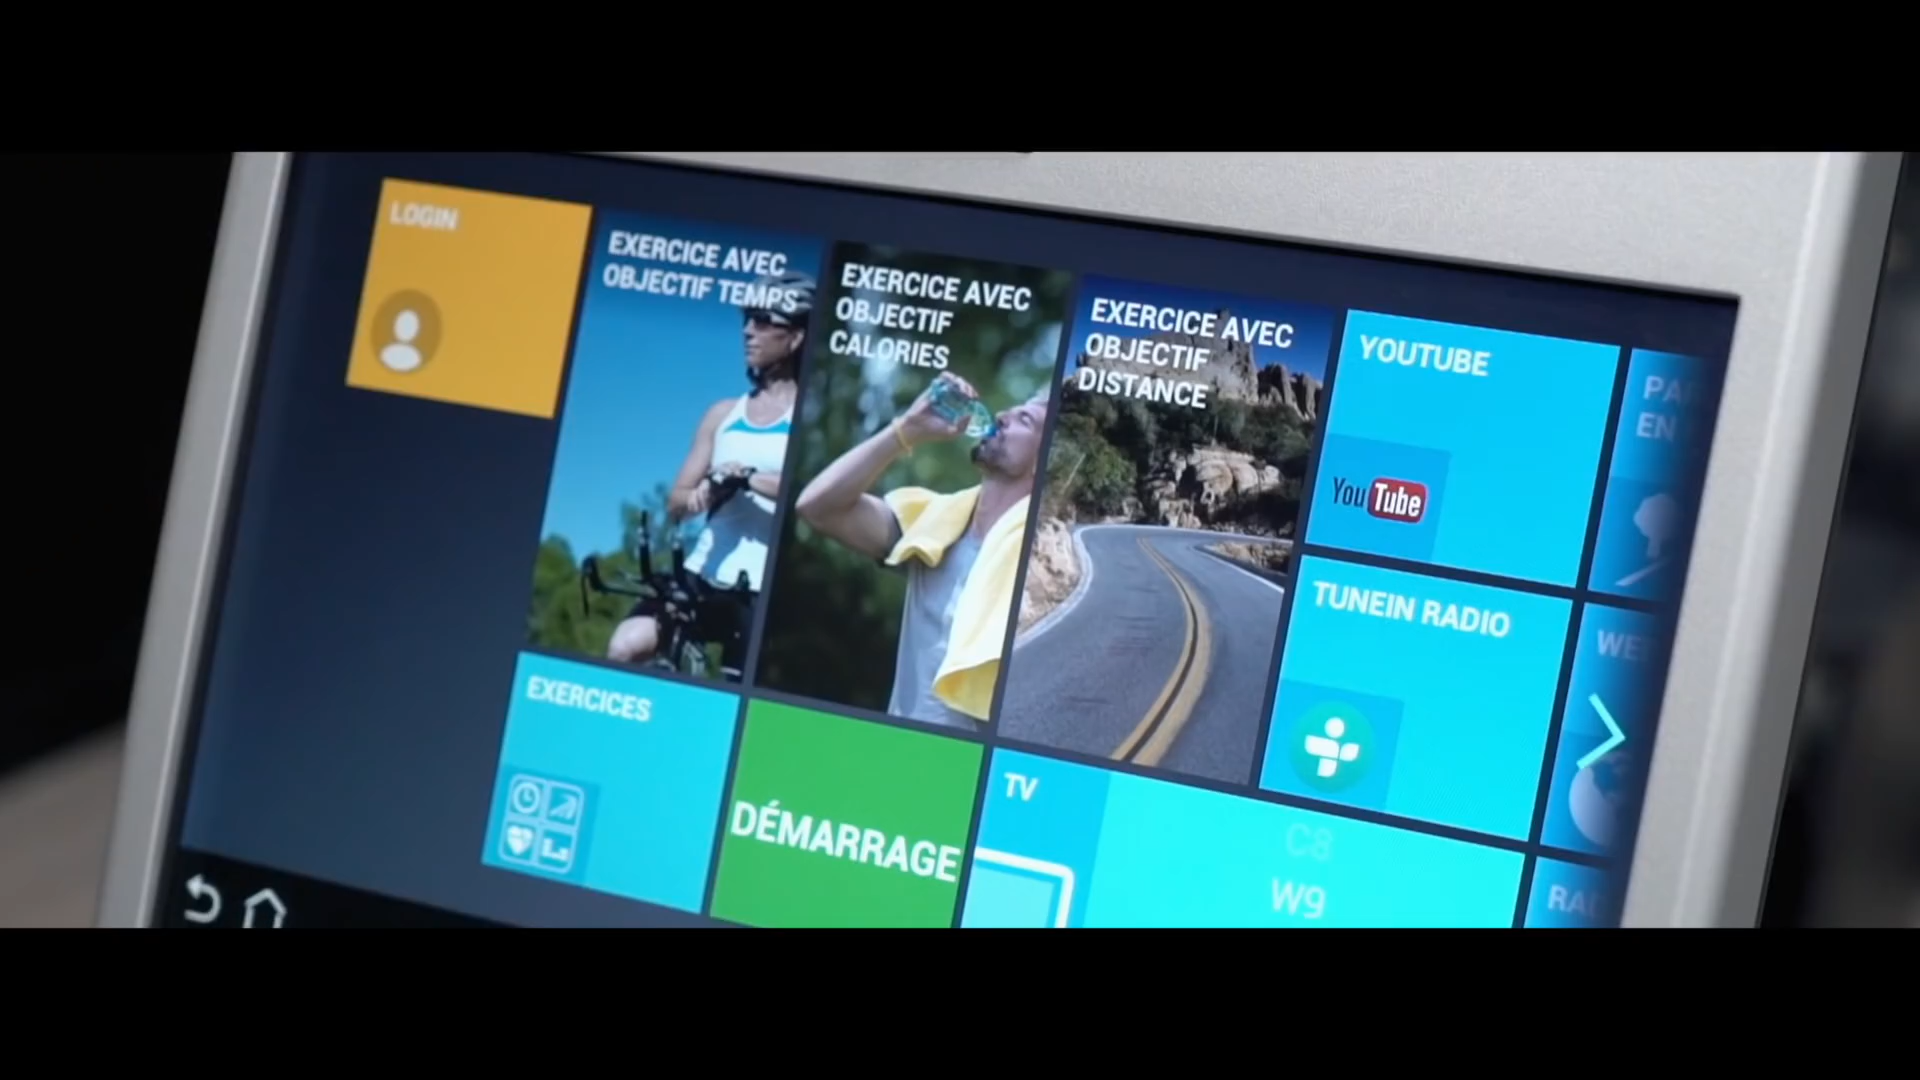 LOGIN
EXERCICE AVEC
OBJECTIF TEMPS
EXERCICE AVEC
OBJECTIF
CALORIES
EXERCICE AVEC
OBJECTIF
DISTANCE
YOUTUBE
YouTube
EN
TUNEIN RADIO
EXERCICES
DÉMARRAGE
TV
C8
W9